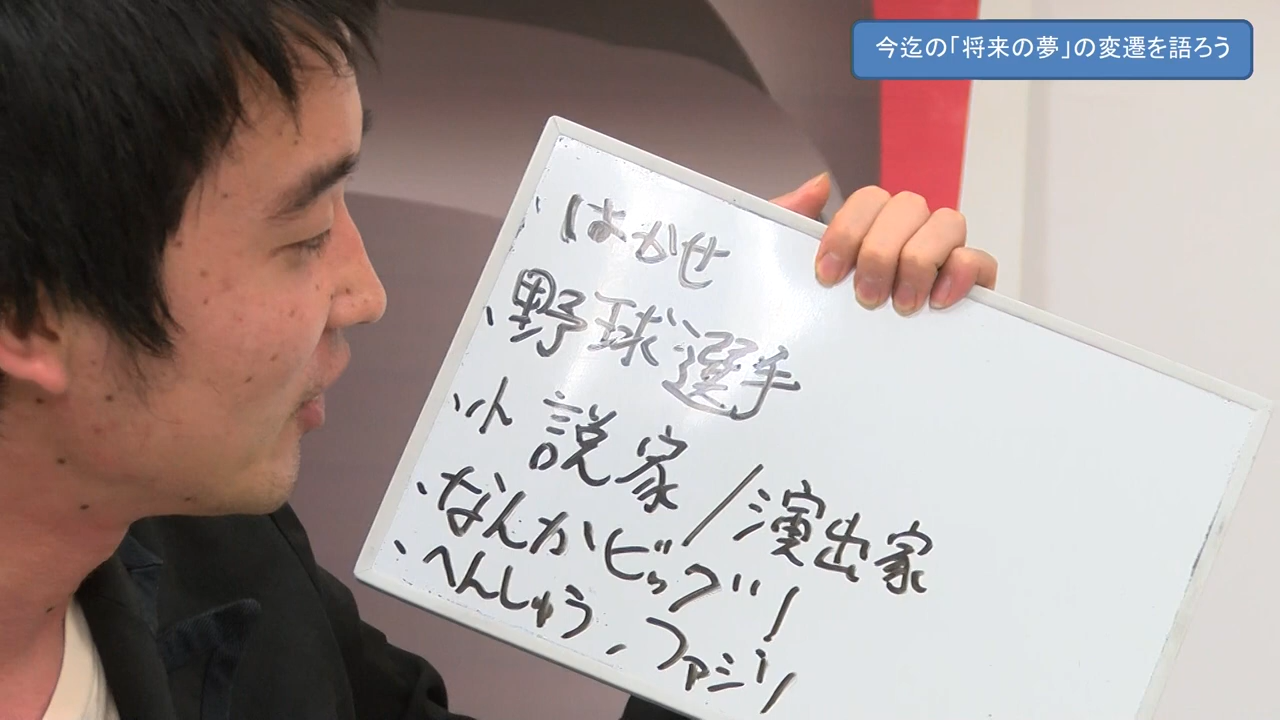 今迄の「将来の夢」の変遷を語ろう
、はかせ
、野球選手
、小説家/演出家
、なんかビッグ!
、へんしゅう、ファシリ